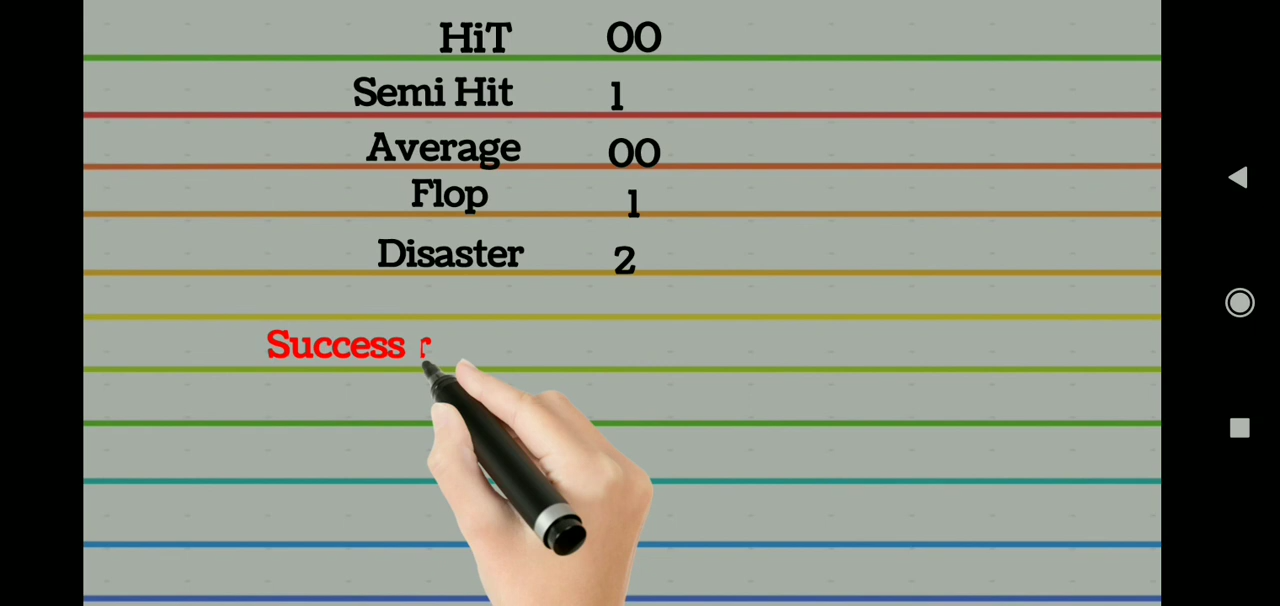 HiT 00
Semi Hit 1
Average 00
Flop 1
Disaster 2
Success r